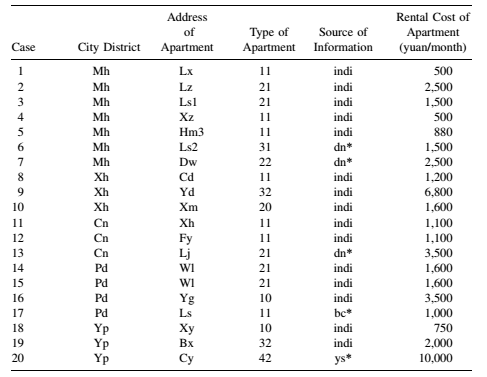 Address Rental Cost of
of Type of Source of Apartment
Case City District Apartment Apartment Information (yuan/month)
1 Mh Lx 11 indi 500
2 Mh Lz 21 indi 2,500
3 Mh Ls1 21 indi 1,500
4 Mh Xz 11 indi 500
5 Mh Hm3 11 indi 880
6 Mh Ls2 31 indi dn* 1,500
7 Mh Dw 22 dn* 2,500
8 Xh Cd 11 indi 1,200
9 Xh Yd 32 indi 6,800
10 Xh Xm 20 indi 1,600
11 Cn Xh 11 indi 1,100
12 Cn Fy 11 indi 1,100
13 Cn Lj 21 dn* 3,500
14 Pd Wl 21 indi 1,600
15 Pd Wl 21 indi 1,600
16 Pd Yg 10 indi 3,500
17 Pd Ls 11 bc* 1,000
18 Yp Xy 10 indi 750
19 Yp Bx 32 indi 2,000
20 Yp Cy 42 ys* 10,000